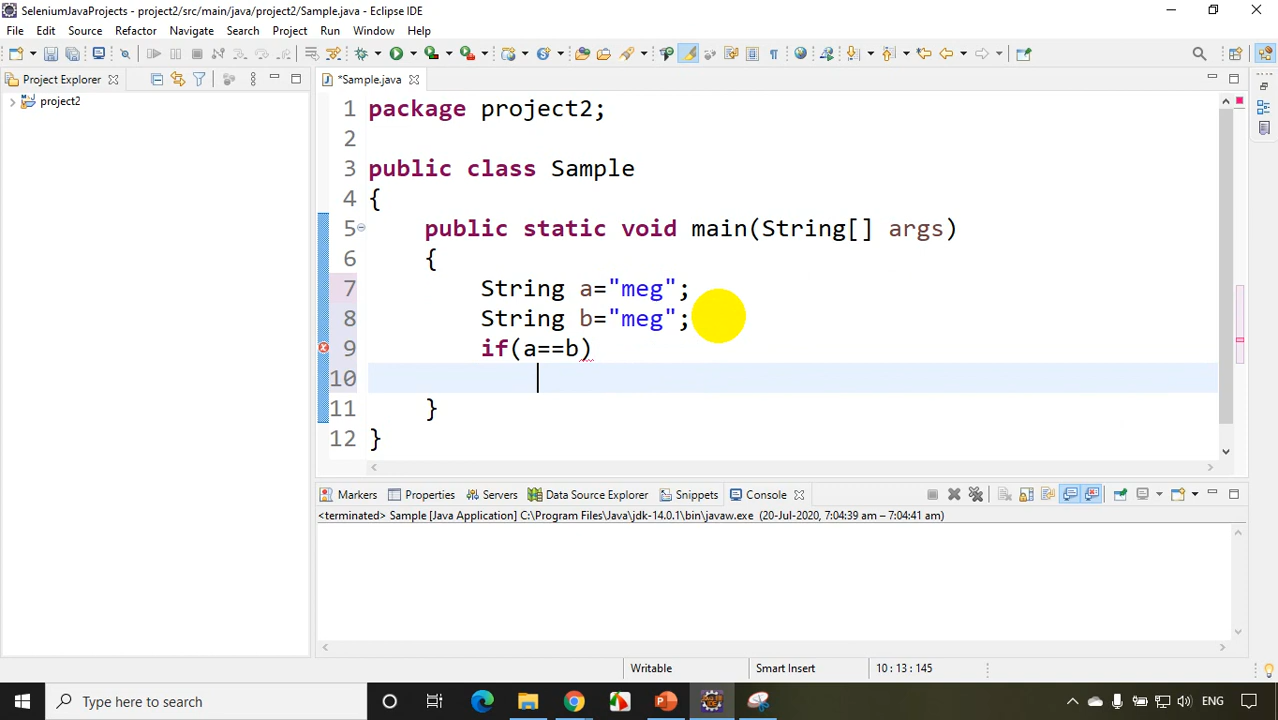 SeleniumJavaProjects - project2/src/main/java/project2/Sample.java - Eclipse IDE
File Edit Source Refactor Navigate Search Project Run Window Help
Project Explorer
*Sample.java
project2
1 package project2;
2
3 public class Sample
4 {
5 public static void main(String[] args)
6 {
7 String a="meg";
8 String b="meg";
9 if(a==b)
10
11 }
12 }
Markers Properties Servers Data Source Explorer Snippets Console
<terminated> Sample [Java Application] C:\Program Files\Java\jdk-14.0.1\bin\javaw.exe (20-Jul-2020, 7:04:39 am – 7:04:41 am)
Writable Smart Insert 10 : 13 : 145
Type here to search
ENG